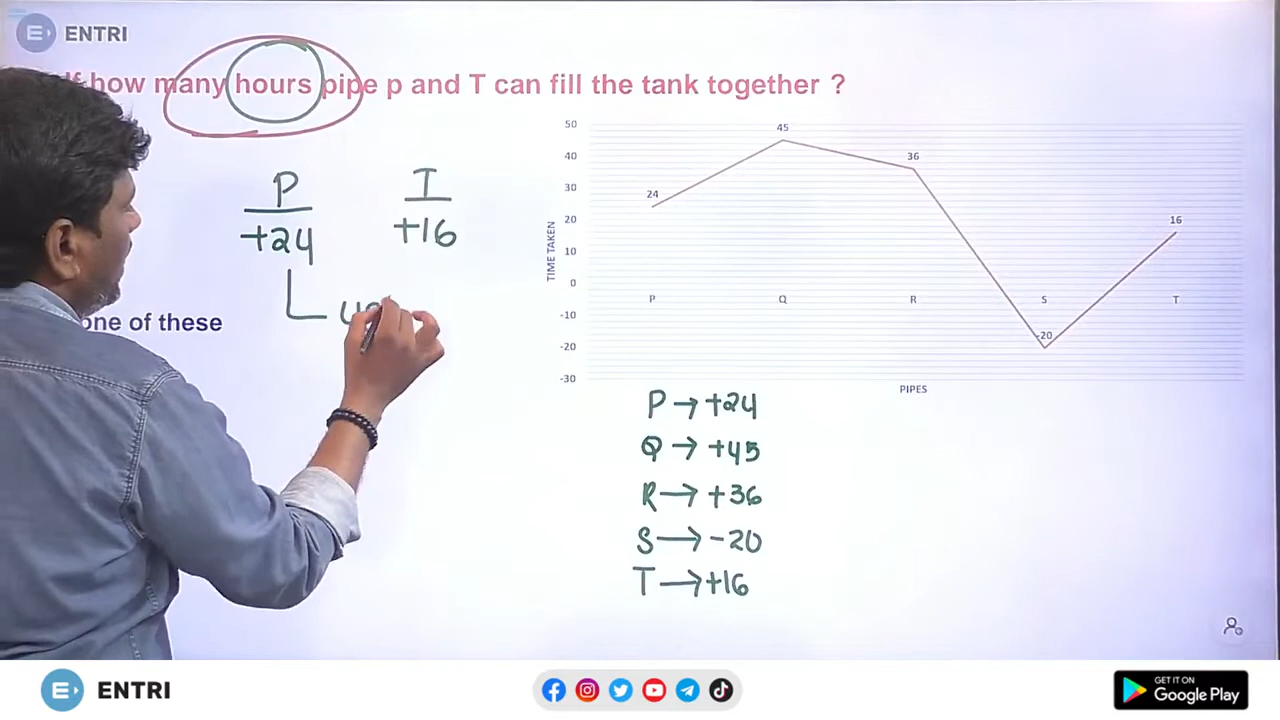 ENTRI
If how many hours pipe p and T can fill the tank together ?
P T
+24 +16
one of these
50
40
30
20
10
0
-10
-20
-30
TIME TAKEN
24
45
36
-20
16
P Q R S T
PIPES
P → +24
Q → +45
R → +36
S → -20
T → +16
ENTRI
GET IT ON
Google Play